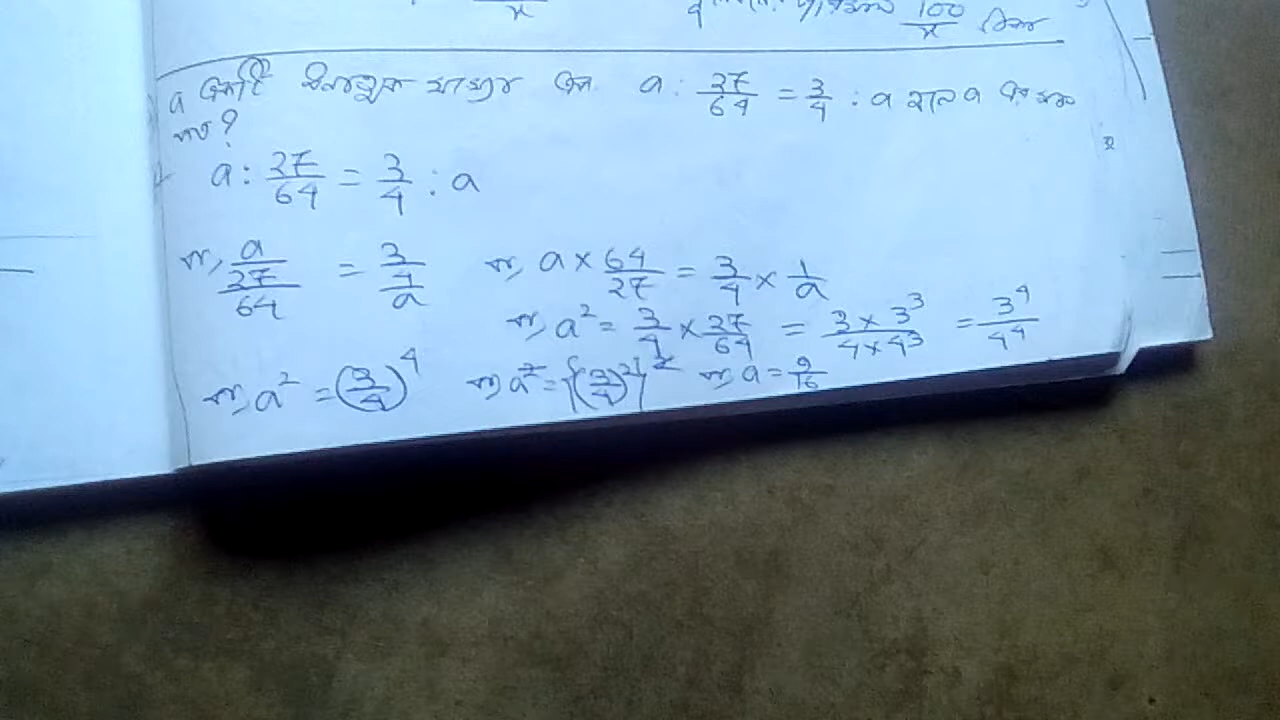 x 100/x দিনে
a একটি ধনাত্মক সংখ্যা এবং a : 27/64 = 3/4 : a হলে a এর মান
কত?
a : 27/64 = 3/4 : a
বা, a/(27/64) = (3/4)/a বা, a × 64/27 = 3/4 × 1/a
বা, a² = 3/4 × 27/64 = (3 × 3³)/(4 × 4³) = 3⁴/4⁴
বা, a² = (3/4)⁴ বা, a² = {(3/4)²}² বা, a = 9/16